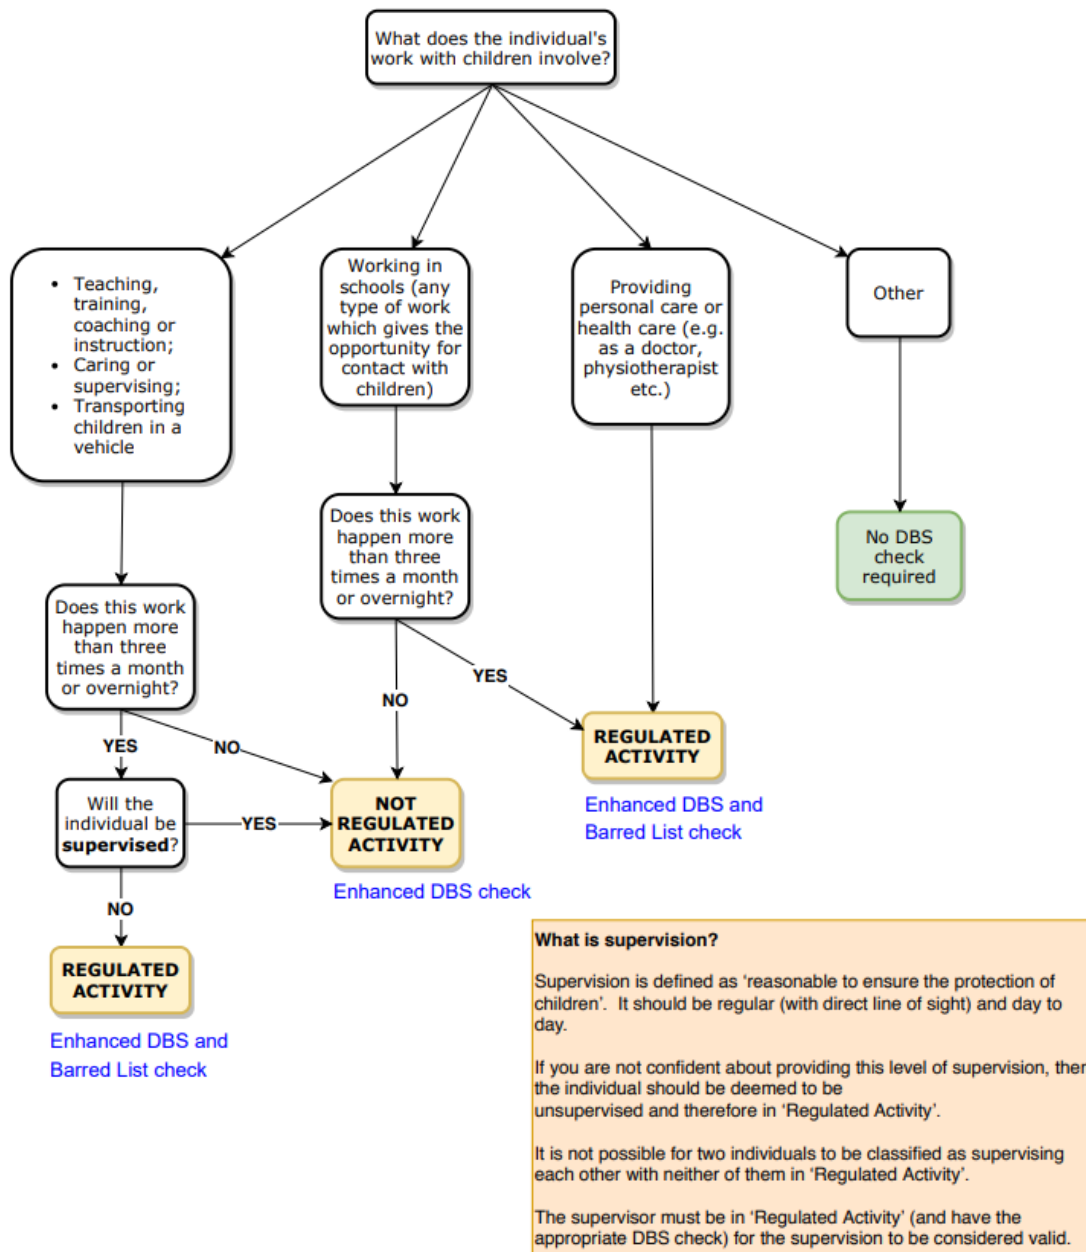 What does the individual's
work with children involve?
• Teaching,
training,
coaching or
instruction;
• Caring or
supervising;
• Transporting
children in a
vehicle
Working in
schools (any
type of work
which gives the
opportunity for
contact with
children)
Providing
personal care or
health care (e.g.
as a doctor,
physiotherapist
etc.)
Other
Does this work
happen more
than three
times a month
or overnight?
No DBS
check
required
Does this work
happen more
than three
times a month
or overnight?
YES
NO
YES
NO
REGULATED
ACTIVITY
Enhanced DBS and
Barred List check
Will the
individual be
supervised?
YES
NOT
REGULATED
ACTIVITY
Enhanced DBS check
NO
REGULATED
ACTIVITY
Enhanced DBS and
Barred List check
What is supervision?
Supervision is defined as ‘reasonable to ensure the protection of
children’. It should be regular (with direct line of sight) and day to
day.
If you are not confident about providing this level of supervision, then
the individual should be deemed to be
unsupervised and therefore in ‘Regulated Activity’.
It is not possible for two individuals to be classified as supervising
each other with neither of them in ‘Regulated Activity’.
The supervisor must be in ‘Regulated Activity’ (and have the
appropriate DBS check) for the supervision to be considered valid.